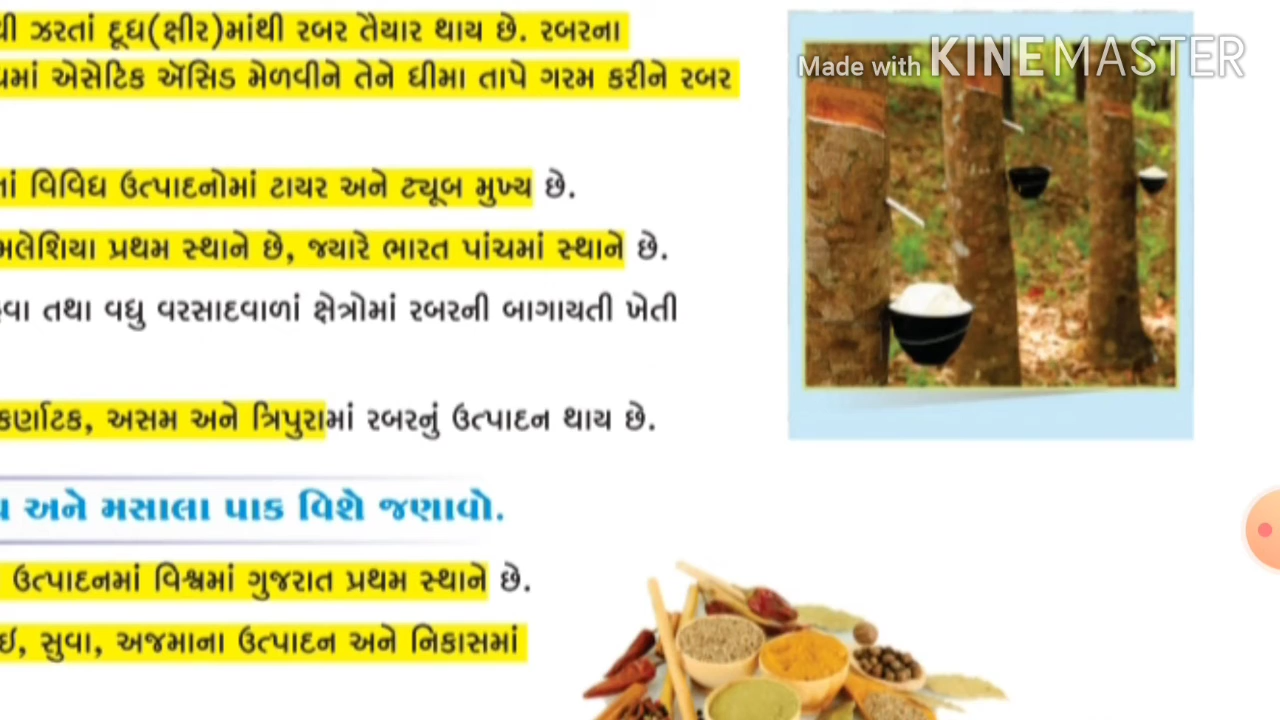 ઝરતાં દૂધ(ક્ષીર)માંથી રબર તૈયાર થાય છે. રબરના
Made with KINEMASTER
એસેટિક ઍસિડ મેળવીને તેને ધીમા તાપે ગરમ કરીને રબર
વિવિધ ઉત્પાદનોમાં ટાયર અને ટ્યૂબ મુખ્ય છે.
મલેશિયા પ્રથમ સ્થાને છે, જ્યારે ભારત પાંચમાં સ્થાને છે.
તથા વધુ વરસાદવાળાં ક્ષેત્રોમાં રબરની બાગાયતી ખેતી
કર્ણાટક, અસમ અને ત્રિપુરામાં રબરનું ઉત્પાદન થાય છે.
અને મસાલા પાક વિશે જણાવો.
ઉત્પાદનમાં વિશ્વમાં ગુજરાત પ્રથમ સ્થાને છે.
સુવા, અજમાના ઉત્પાદન અને નિકાસમાં